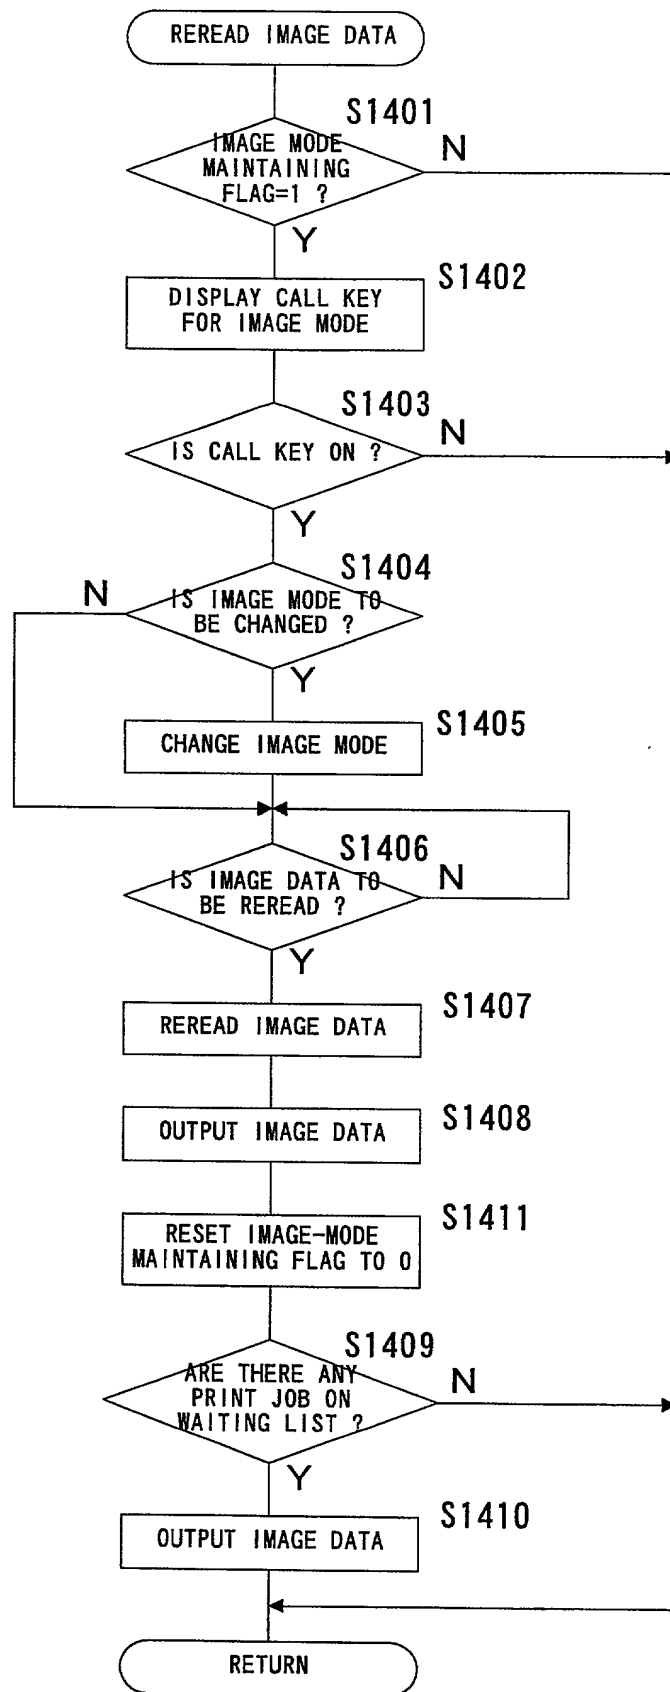 REREAD IMAGE DATA
S1401
IMAGE MODE
MAINTAINING
FLAG=1 ?
N
Y
S1402
DISPLAY CALL KEY
FOR IMAGE MODE
S1403
IS CALL KEY ON ?
N
Y
S1404
N
IS IMAGE MODE TO
BE CHANGED ?
Y
S1405
CHANGE IMAGE MODE
S1406
IS IMAGE DATA TO
BE REREAD ?
N
Y
S1407
REREAD IMAGE DATA
S1408
OUTPUT IMAGE DATA
S1411
RESET IMAGE-MODE
MAINTAINING FLAG TO 0
S1409
ARE THERE ANY
PRINT JOB ON
WAITING LIST ?
N
Y
S1410
OUTPUT IMAGE DATA
RETURN